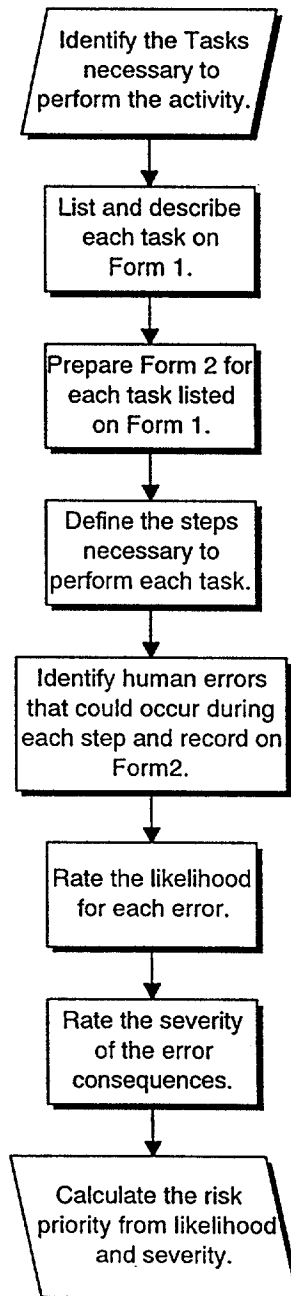 Identify the Tasks
necessary to
perform the activity.
List and describe
each task on
Form 1.
Prepare Form 2 for
each task listed
on Form 1.
Define the steps
necessary to
perform each task.
Identify human errors
that could occur during
each step and record on
Form2.
Rate the likelihood
for each error.
Rate the severity
of the error
consequences.
Calculate the risk
priority from likelihood
and severity.